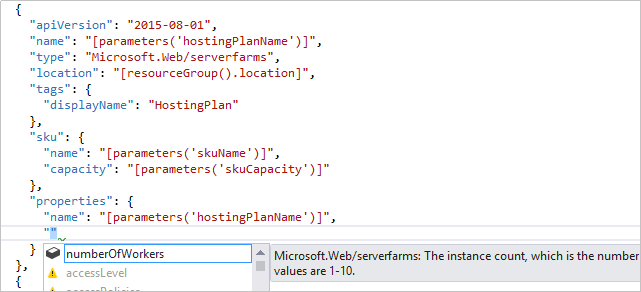 {
"apiVersion": "2015-08-01",
"name": "[parameters('hostingPlanName')]",
"type": "Microsoft.Web/serverfarms",
"location": "[resourceGroup().location]",
"tags": {
"displayName": "HostingPlan"
},
"sku": {
"name": "[parameters('skuName')]",
"capacity": "[parameters('skuCapacity')]"
},
"properties": {
"name": "[parameters('hostingPlanName')]",
""
}
numberOfWorkers
Microsoft.Web/serverfarms: The instance count, which is the number
values are 1-10.
},
accessLevel
{
accessPolicies